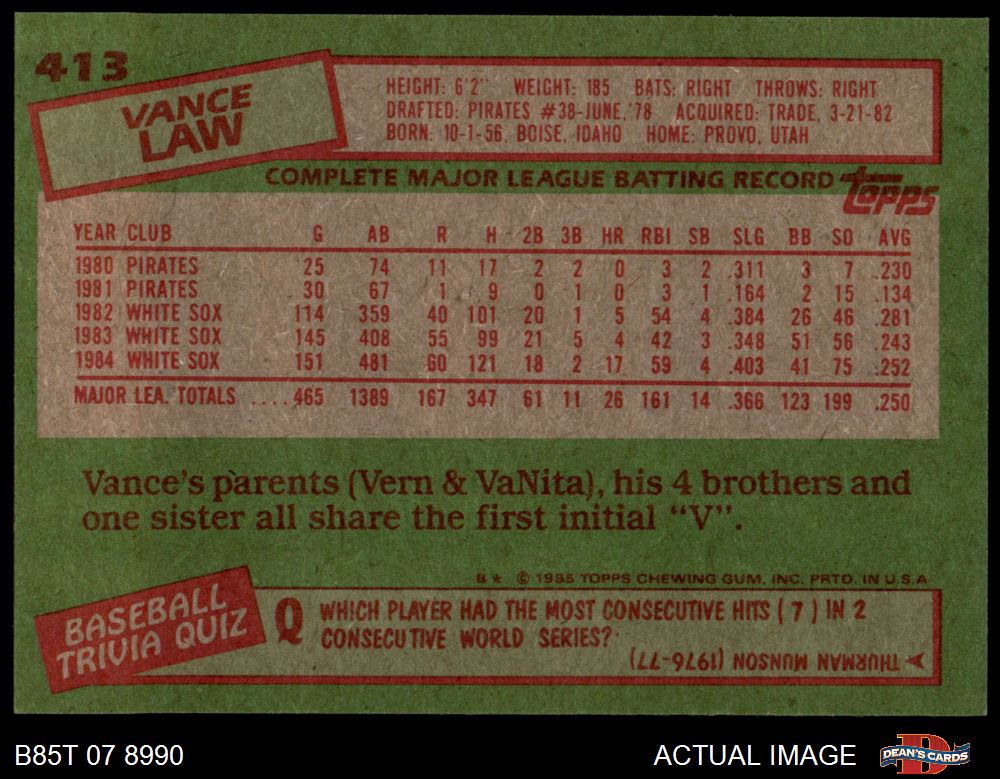 413
VANCE
LAW
HEIGHT: 6'2" WEIGHT: 185 BATS: RIGHT THROWS: RIGHT
DRAFTED: PIRATES #38-JUNE, '78 ACQUIRED: TRADE, 3-21-82
BORN: 10-1-56, BOISE, IDAHO HOME: PROVO, UTAH
COMPLETE MAJOR LEAGUE BATTING RECORD
TOPPS
YEAR CLUB G AB R H 2B 3B HR RBI SB SLG BB SO AVG
1980 PIRATES 25 74 11 17 2 2 0 3 2 .311 3 7 .230
1981 PIRATES 30 67 1 9 0 1 0 3 1 .164 2 15 .134
1982 WHITE SOX 114 359 40 101 20 1 5 54 4 .384 26 46 .281
1983 WHITE SOX 145 408 55 99 21 5 4 42 3 .348 51 56 .243
1984 WHITE SOX 151 481 60 121 18 2 17 59 4 .403 41 75 .252
MAJOR LEA. TOTALS ....465 1389 167 347 61 11 26 161 14 .366 123 199 .250
Vance's parents (Vern & VaNita), his 4 brothers and
one sister all share the first initial "V".
B★ © 1985 TOPPS CHEWING GUM, INC. PRTD. IN U.S.A
BASEBALL
TRIVIA QUIZ
Q WHICH PLAYER HAD THE MOST CONSECUTIVE HITS (7) IN 2
CONSECUTIVE WORLD SERIES?
THURMAN MUNSON (1976-77)
B85T 07 8990
ACTUAL IMAGE
DEAN'S CARDS